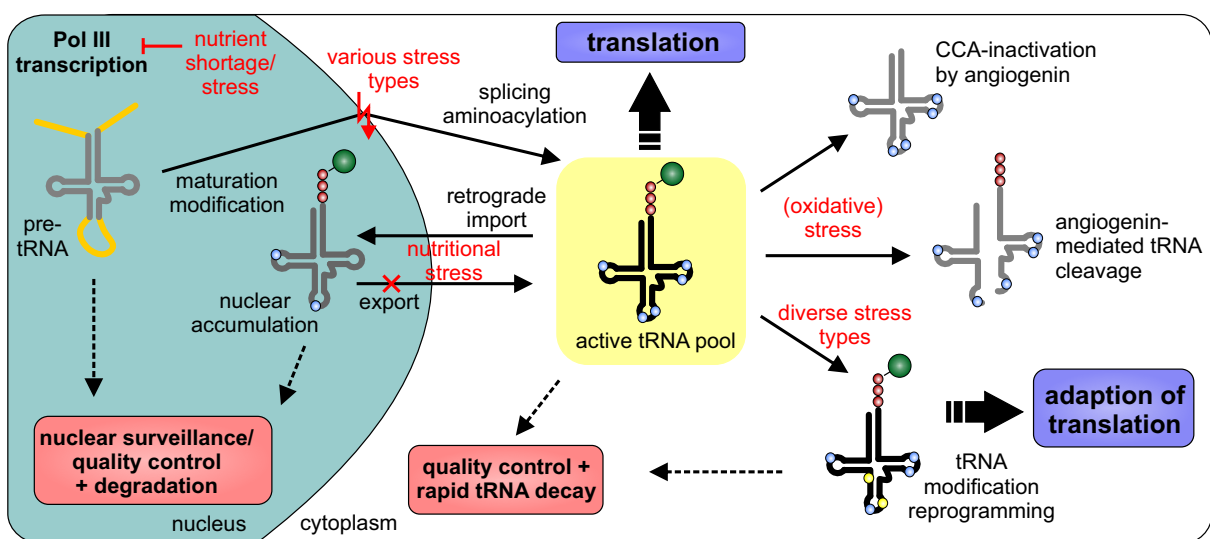 Pol III
transcription
nutrient
shortage/
stress
various stress
types
translation
CCA-inactivation
by angiogenin
splicing
aminoacylation
maturation
modification
retrograde
import
pre-
tRNA
nutritional
stress
export
nuclear
accumulation
active tRNA pool
(oxidative)
stress
angiogenin-
mediated tRNA
cleavage
diverse stress
types
adaption of
translation
nuclear surveillance/
quality control
+ degradation
quality control +
rapid tRNA decay
tRNA
modification
reprogramming
nucleus
cytoplasm